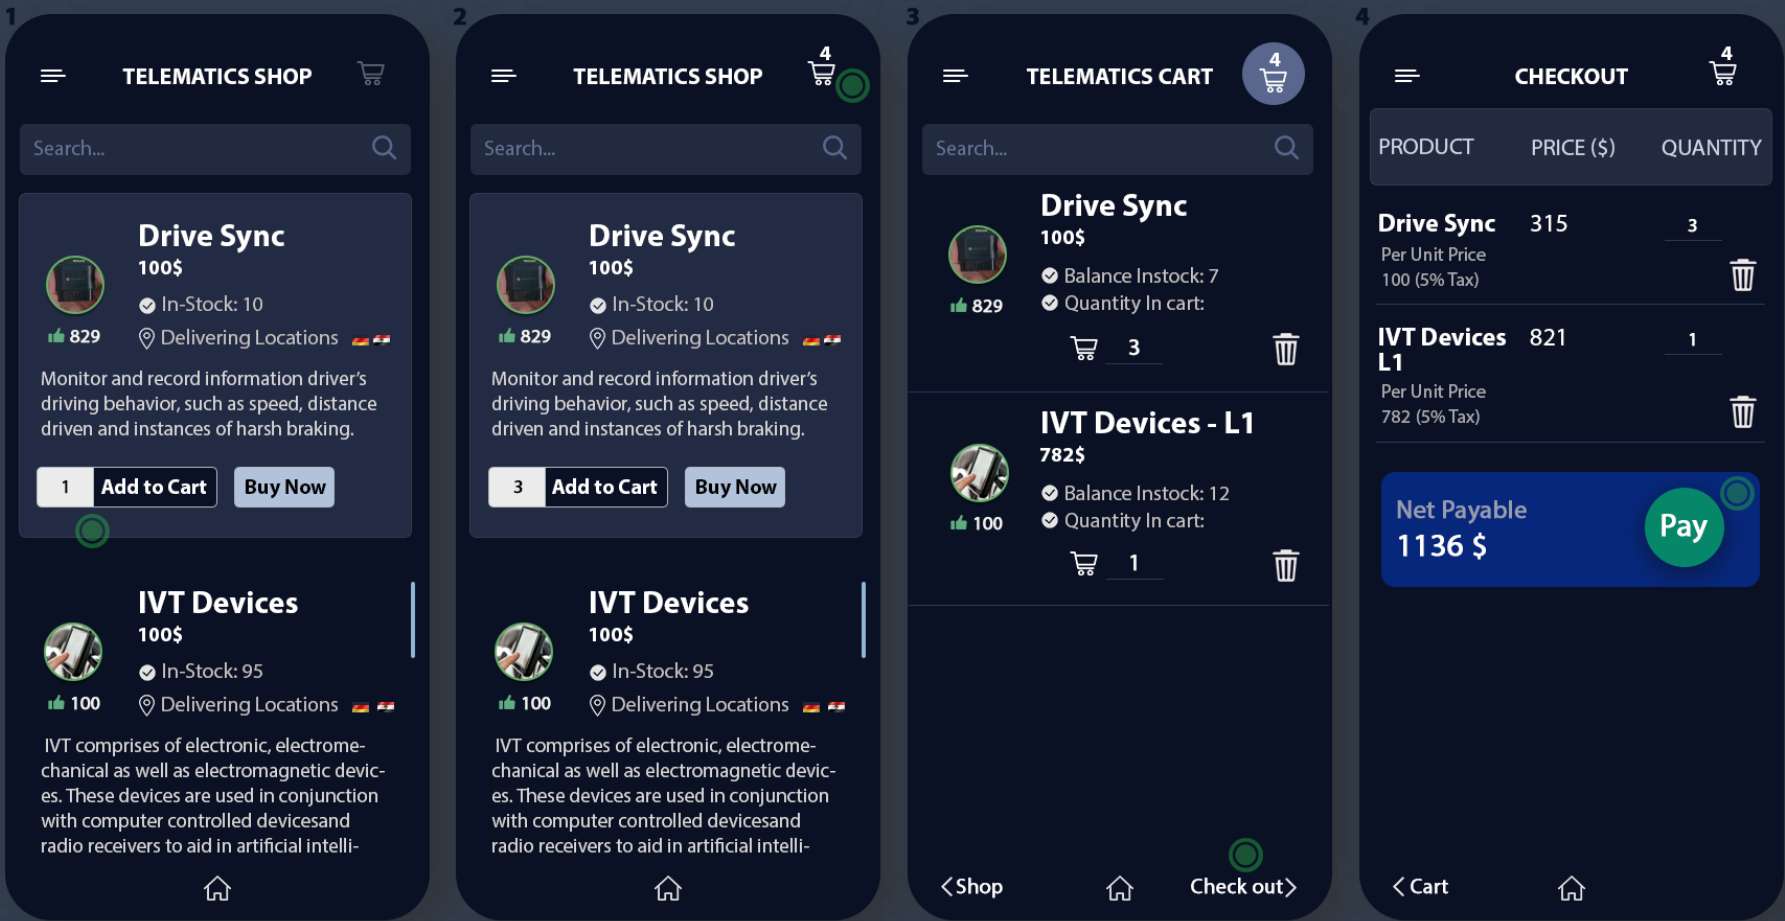 1
TELEMATICS SHOP
Search...
Drive Sync
100$
In-Stock: 10
829
Delivering Locations
Monitor and record information driver's
driving behavior, such as speed, distance
driven and instances of harsh braking.
1 Add to Cart Buy Now
IVT Devices
100$
In-Stock: 95
100
Delivering Locations
IVT comprises of electronic, electrome-
chanical as well as electromagnetic devic-
es. These devices are used in conjunction
with computer controlled devicesand
radio receivers to aid in artificial intelli-
2
4
TELEMATICS SHOP
Search...
Drive Sync
100$
In-Stock: 10
829
Delivering Locations
Monitor and record information driver's
driving behavior, such as speed, distance
driven and instances of harsh braking.
3 Add to Cart Buy Now
IVT Devices
100$
In-Stock: 95
100
Delivering Locations
IVT comprises of electronic, electrome-
chanical as well as electromagnetic devic-
es. These devices are used in conjunction
with computer controlled devicesand
radio receivers to aid in artificial intelli-
3
4
TELEMATICS CART
Search...
Drive Sync
100$
Balance Instock: 7
829
Quantity In cart:
3
IVT Devices - L1
782$
Balance Instock: 12
100
Quantity In cart:
1
Shop
Check out
4
4
CHECKOUT
PRODUCT PRICE ($) QUANTITY
Drive Sync 315 3
Per Unit Price
100 (5% Tax)
IVT Devices 821 1
L1
Per Unit Price
782 (5% Tax)
Net Payable
1136 $
Pay
Cart